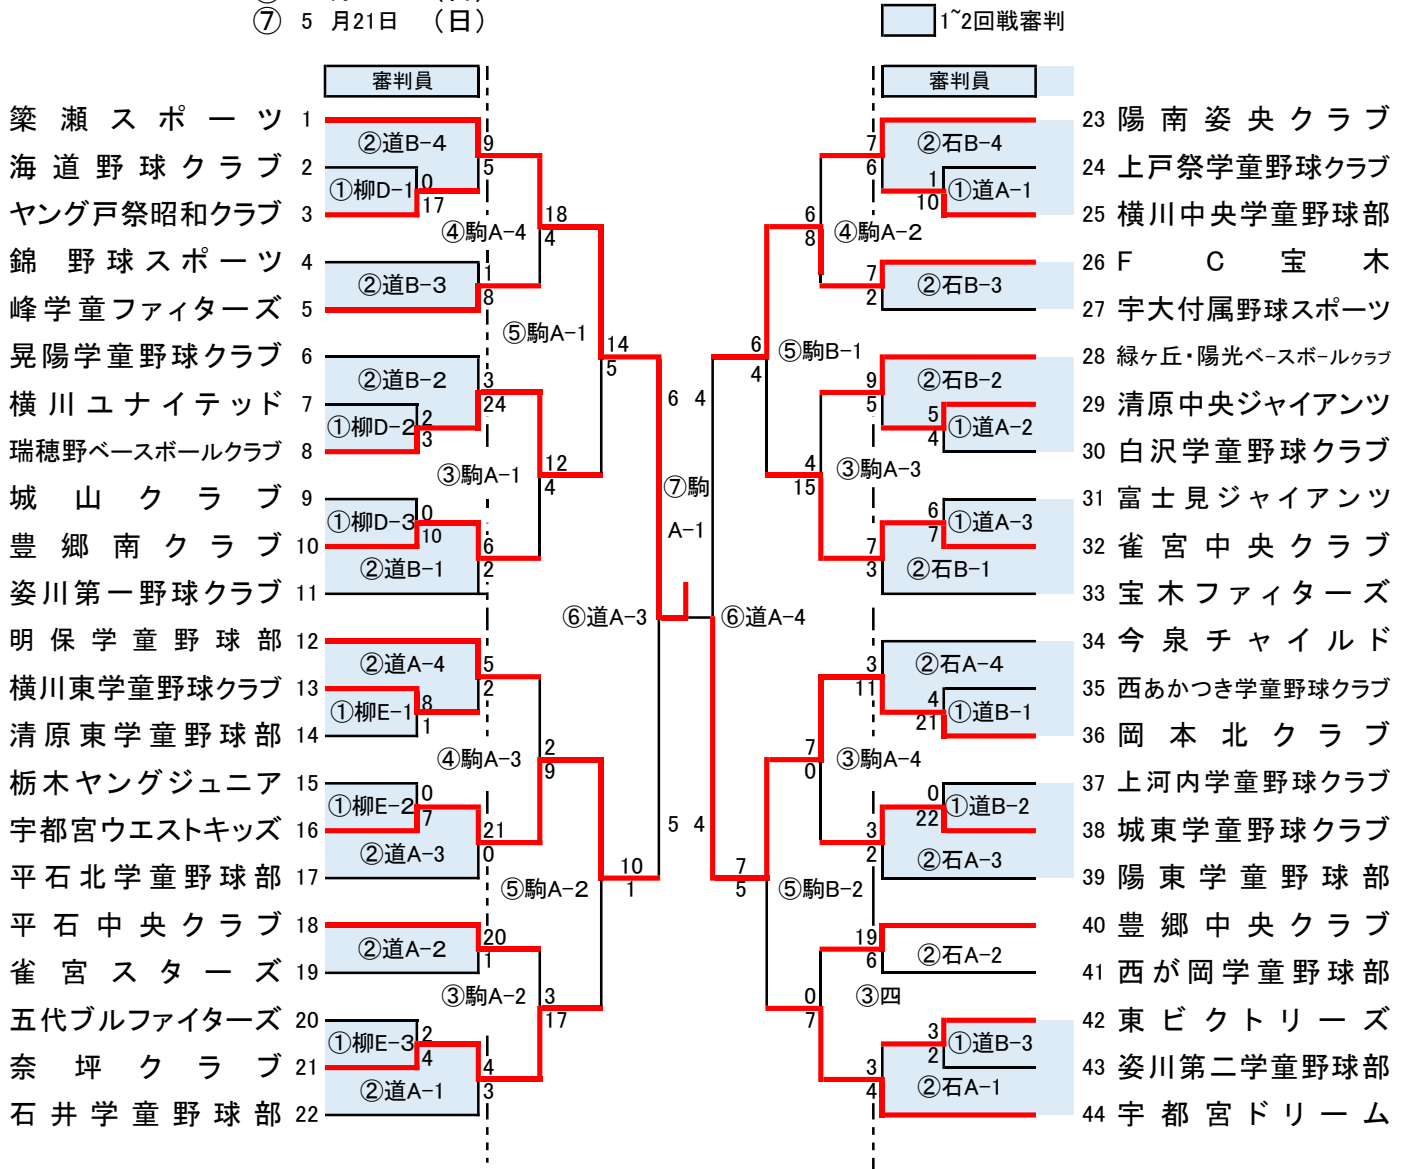 ⑦ 5 月21日 （日）
1~2回戦審判
審判員
審判員
簗瀬スポーツ 1
海道野球クラブ 2
ヤング戸祭昭和クラブ 3
錦 野球スポーツ 4
峰学童ファィターズ 5
晃陽学童野球クラブ 6
横川ユナイテッド 7
瑞穂野ベースボールクラブ 8
城山クラブ 9
豊郷南クラブ 10
姿川第一野球クラブ 11
明保学童野球部 12
横川東学童野球クラブ 13
清原東学童野球部 14
栃木ヤングジュニア 15
宇都宮ウエストキッズ 16
平石北学童野球部 17
平石中央クラブ 18
雀宮スターズ 19
五代ブルファイターズ 20
奈坪クラブ 21
石井学童野球部 22
②道B-4
9
5
①柳D-1
0
17
④駒A-4
18
4
②道B-3
1
8
⑤駒A-1
14
5
②道B-2
3
24
①柳D-2
2
3
③駒A-1
12
4
①柳D-3
0
10
②道B-1
6
2
⑥道A-3
②道A-4
5
2
①柳E-1
8
1
④駒A-3
2
9
①柳E-2
0
7
②道A-3
21
0
⑤駒A-2
10
1
②道A-2
20
1
③駒A-2
3
17
①柳E-3
2
4
②道A-1
4
3
6 4
⑦駒
A-1
5 4
7
6
②石B-4
1
10
①道A-1
6
8
④駒A-2
7
2
②石B-3
6
4
⑤駒B-1
9
5
②石B-2
5
4
①道A-2
4
15
③駒A-3
6
7
①道A-3
7
3
②石B-1
⑥道A-4
3
11
②石A-4
4
21
①道B-1
7
0
③駒A-4
0
22
①道B-2
3
2
②石A-3
7
5
⑤駒B-2
19
6
②石A-2
0
7
③四
3
2
①道B-3
3
4
②石A-1
23 陽南姿央クラブ
24 上戸祭学童野球クラブ
25 横川中央学童野球部
26 F C 宝 木
27 宇大付属野球スポーツ
28 緑ヶ丘・陽光ベースボールクラブ
29 清原中央ジャイアンツ
30 白沢学童野球クラブ
31 富士見ジャイアンツ
32 雀宮中央クラブ
33 宝木ファィターズ
34 今泉チャイルド
35 西あかつき学童野球クラブ
36 岡本北クラブ
37 上河内学童野球クラブ
38 城東学童野球クラブ
39 陽東学童野球部
40 豊郷中央クラブ
41 西が岡学童野球部
42 東ビクトリーズ
43 姿川第二学童野球部
44 宇都宮ドリーム